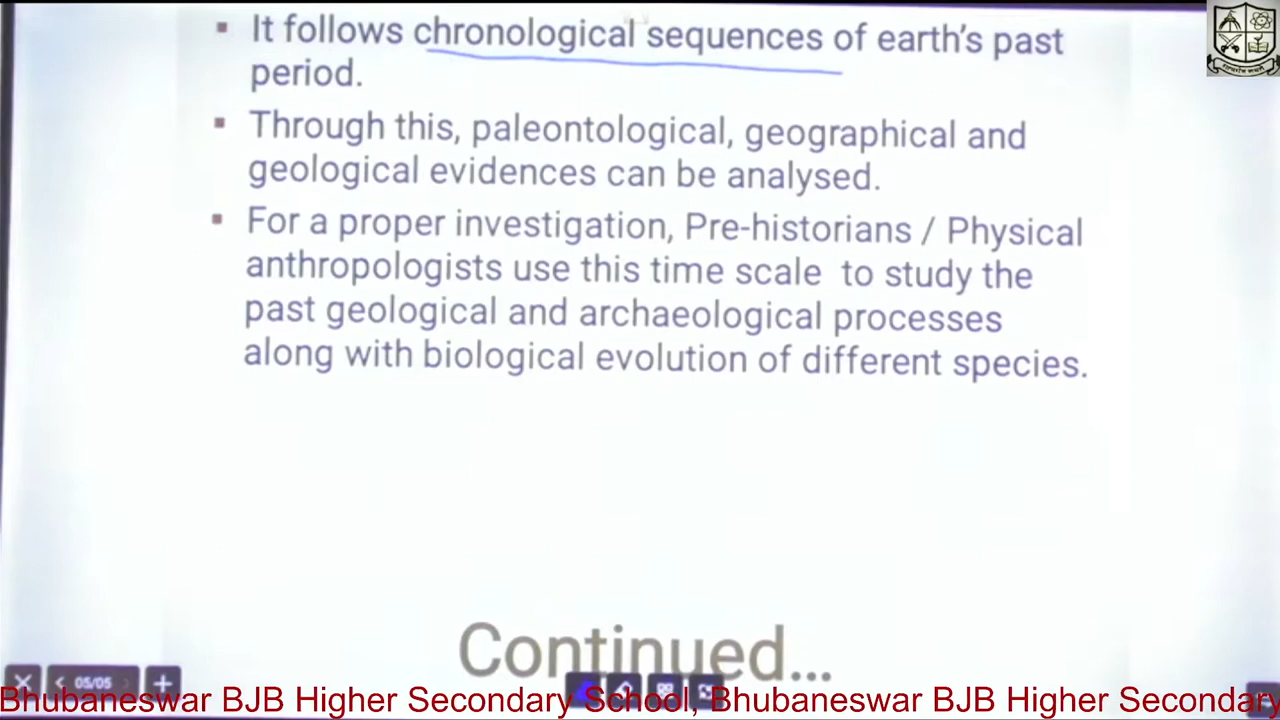 ▪ It follows chronological sequences of earth's past
period.
▪ Through this, paleontological, geographical and
geological evidences can be analysed.
▪ For a proper investigation, Pre-historians / Physical
anthropologists use this time scale to study the
past geological and archaeological processes
along with biological evolution of different species.
Continued...
05/05
Bhubaneswar BJB Higher Secondary School, Bhubaneswar BJB Higher Secondary